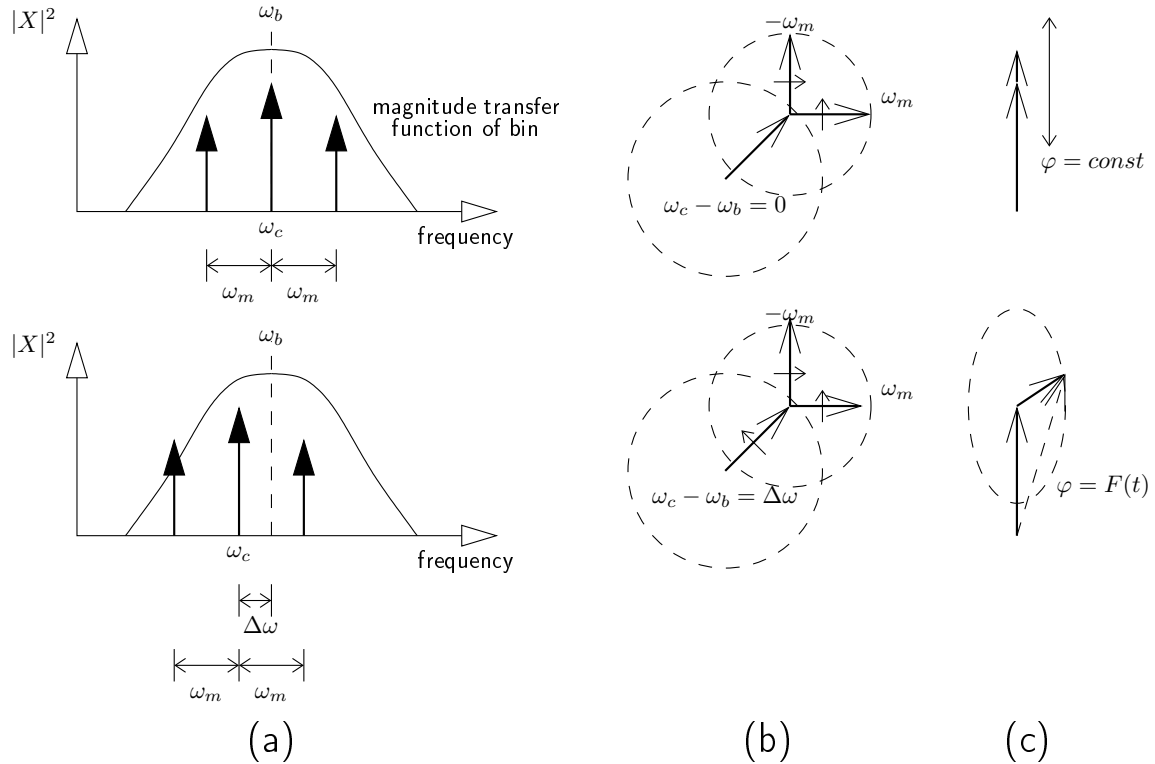 |X|²
ω_b
magnitude transfer
function of bin
ω_c
frequency
ω_m
ω_m
−ω_m
ω_m
ω_c − ω_b = 0
φ = const
|X|²
ω_b
ω_c
frequency
Δω
ω_m
ω_m
−ω_m
ω_m
ω_c − ω_b = Δω
φ = F(t)
(a)
(b)
(c)